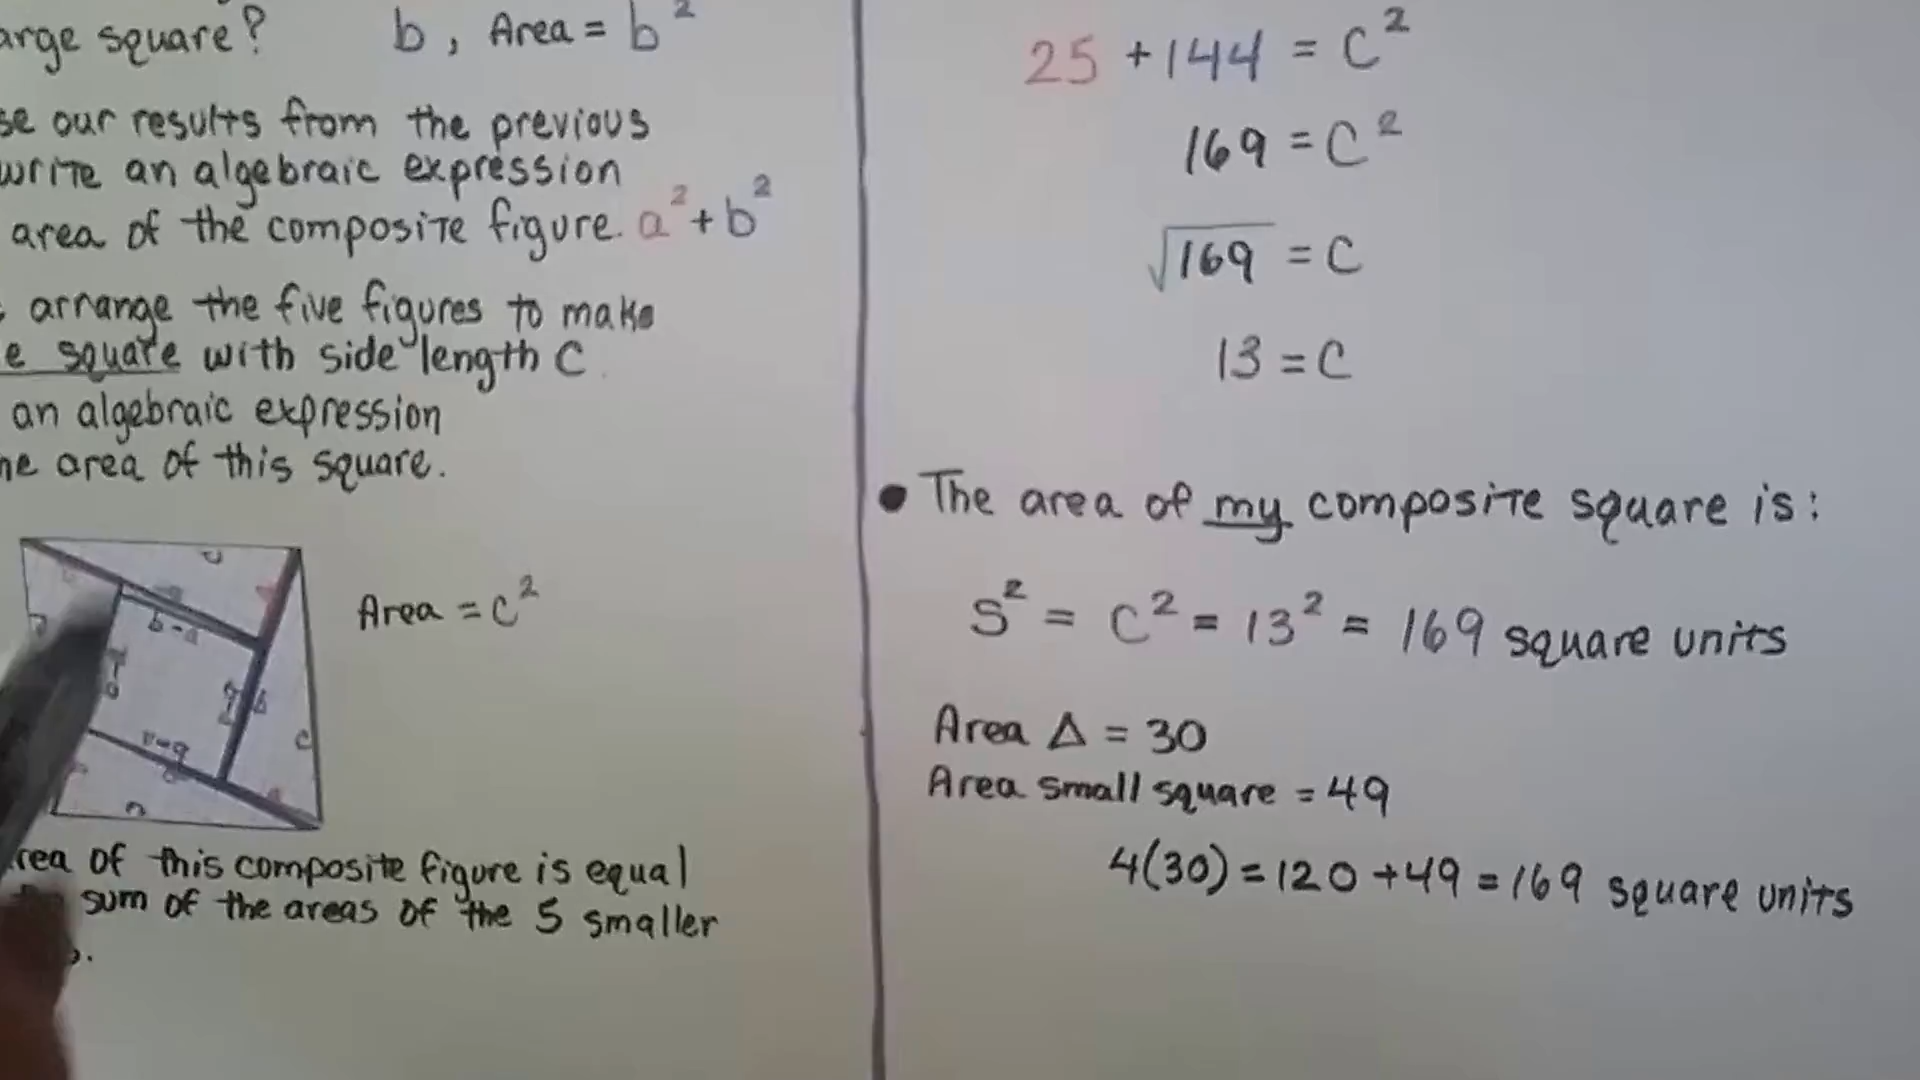 arge square? b, Area = b²
se our results from the previous
write an algebraic expression
area of the composite figure. a² + b²
arrange the five figures to make
e square with side length C
an algebraic expression
he area of this square.
b-a
b-a
c
Area = c²
rea of this composite figure is equal
sum of the areas of the 5 smaller
25 + 144 = C²
169 = C²
√169 = C
13 = C
• The area of my composite square is:
S² = C² = 13² = 169 square units
Area Δ = 30
Area small square = 49
4(30) = 120 + 49 = 169 square units